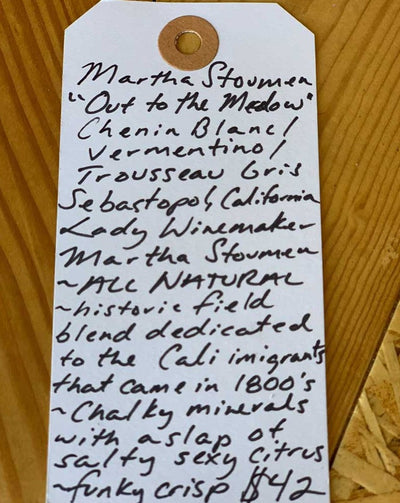 Martha Stoumen
"Out to the Medow"
Chenin Blanc/
Vermentino/
Trousseau Gris
Sebastopol, California
Lady Winemaker
Martha Stoumen
~ALL NATURAL
~historic field
blend dedicated
to the Cali imigrants
that came in 1800's
~Chalky minerals
with a slap of
salty sexy citrus
~funky crisp $42